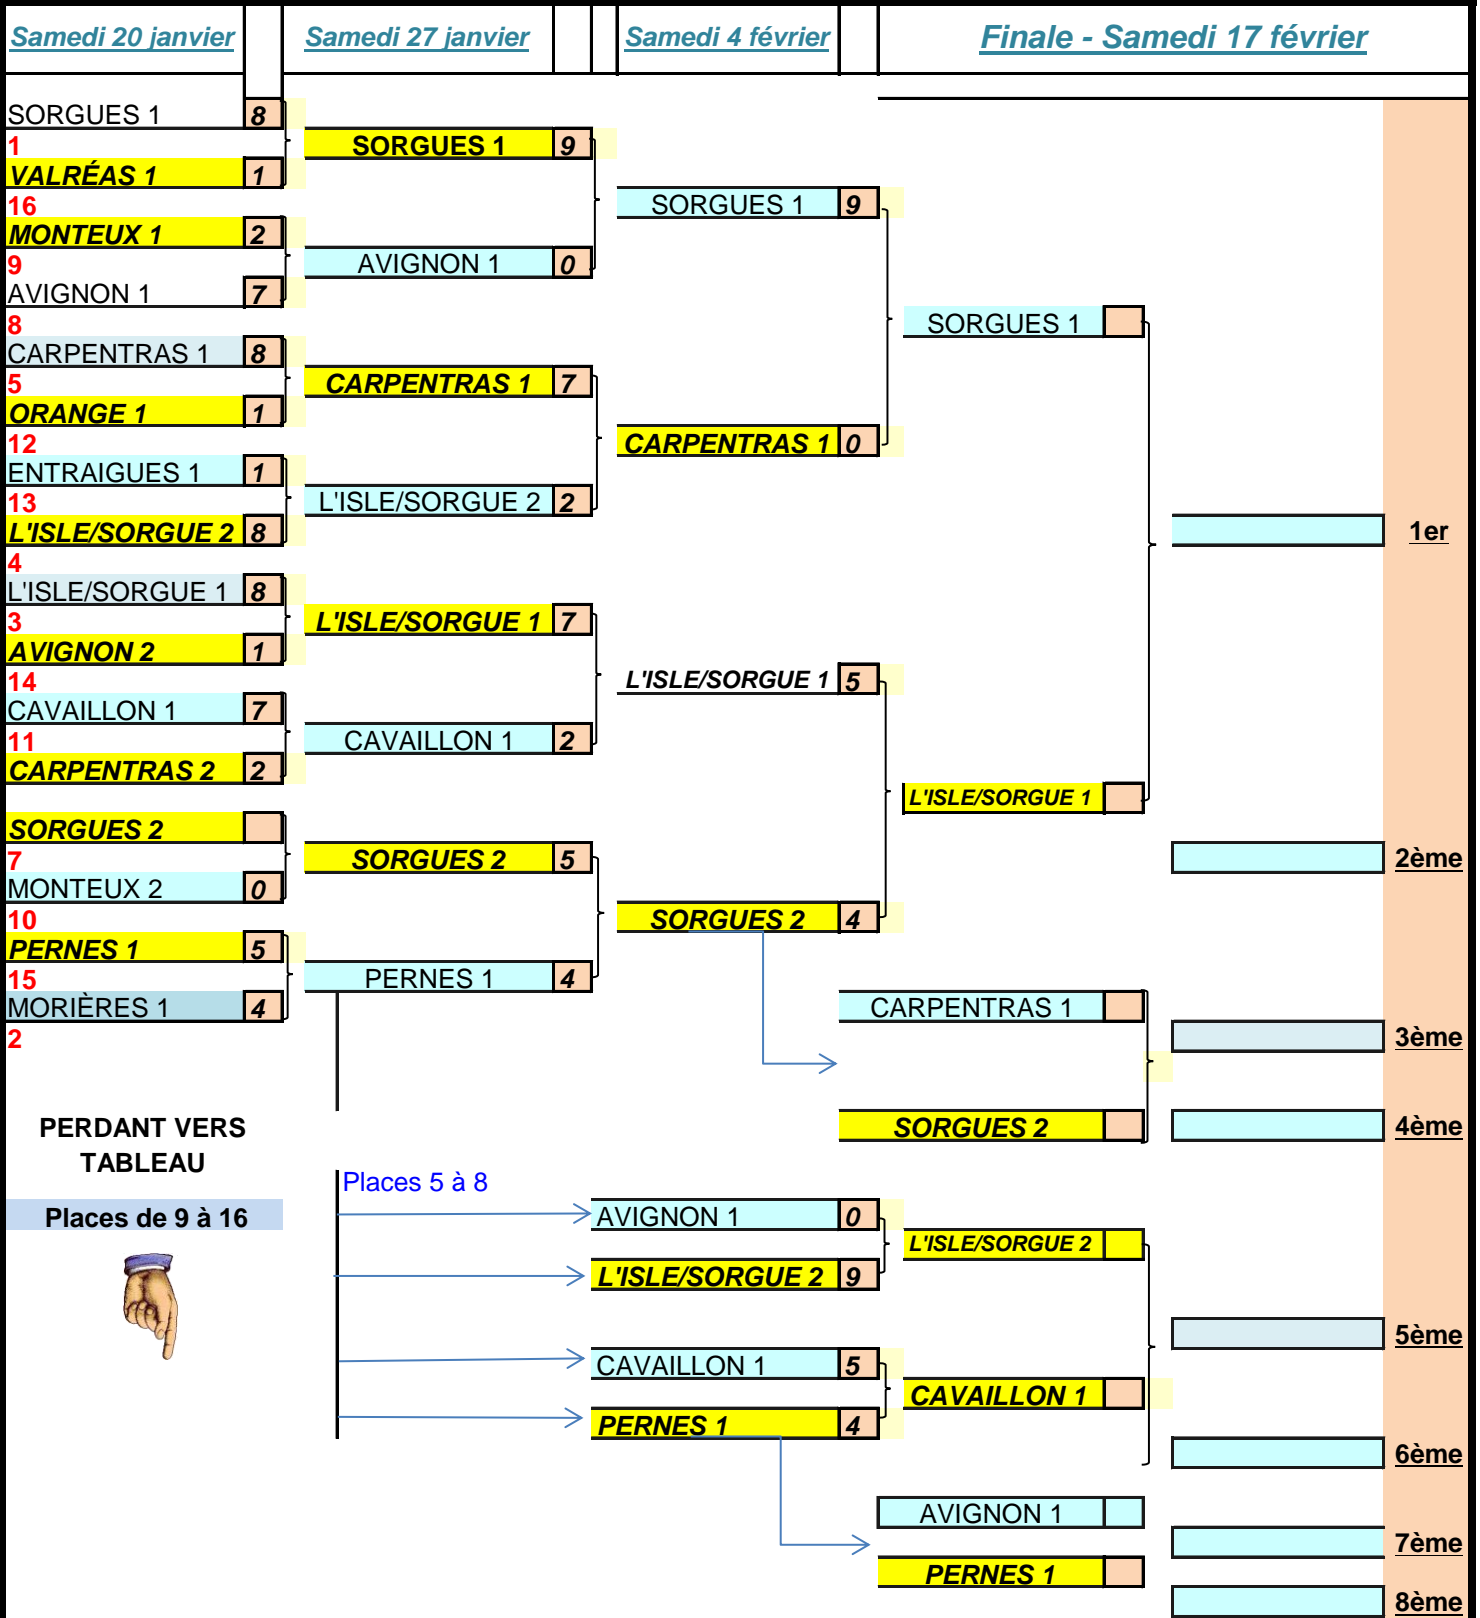 Samedi 20 janvier Samedi 27 janvier Samedi 4 février Finale - Samedi 17 février
SORGUES 1 8
1 SORGUES 1 9
VALRÉAS 1 1
16 SORGUES 1 9
MONTEUX 1 2
9 AVIGNON 1 0
AVIGNON 1 7
8 SORGUES 1
CARPENTRAS 1 8
5 CARPENTRAS 1 7
ORANGE 1 1
12 CARPENTRAS 1 0
ENTRAIGUES 1 1
13 L'ISLE/SORGUE 2 2
L'ISLE/SORGUE 2 8 1er
4
L'ISLE/SORGUE 1 8
3 L'ISLE/SORGUE 1 7
AVIGNON 2 1
14 L'ISLE/SORGUE 1 5
CAVAILLON 1 7
11 CAVAILLON 1 2
CARPENTRAS 2 2
L'ISLE/SORGUE 1
SORGUES 2
7 SORGUES 2 5 2ème
MONTEUX 2 0
10 SORGUES 2 4
PERNES 1 5
15 PERNES 1 4
MORIÈRES 1 4 CARPENTRAS 1
2 3ème
PERDANT VERS SORGUES 2 4ème
TABLEAU
Places 5 à 8
Places de 9 à 16 AVIGNON 1 0
L'ISLE/SORGUE 2
L'ISLE/SORGUE 2 9
5ème
CAVAILLON 1 5
CAVAILLON 1
PERNES 1 4
6ème
AVIGNON 1
7ème
PERNES 1
8ème